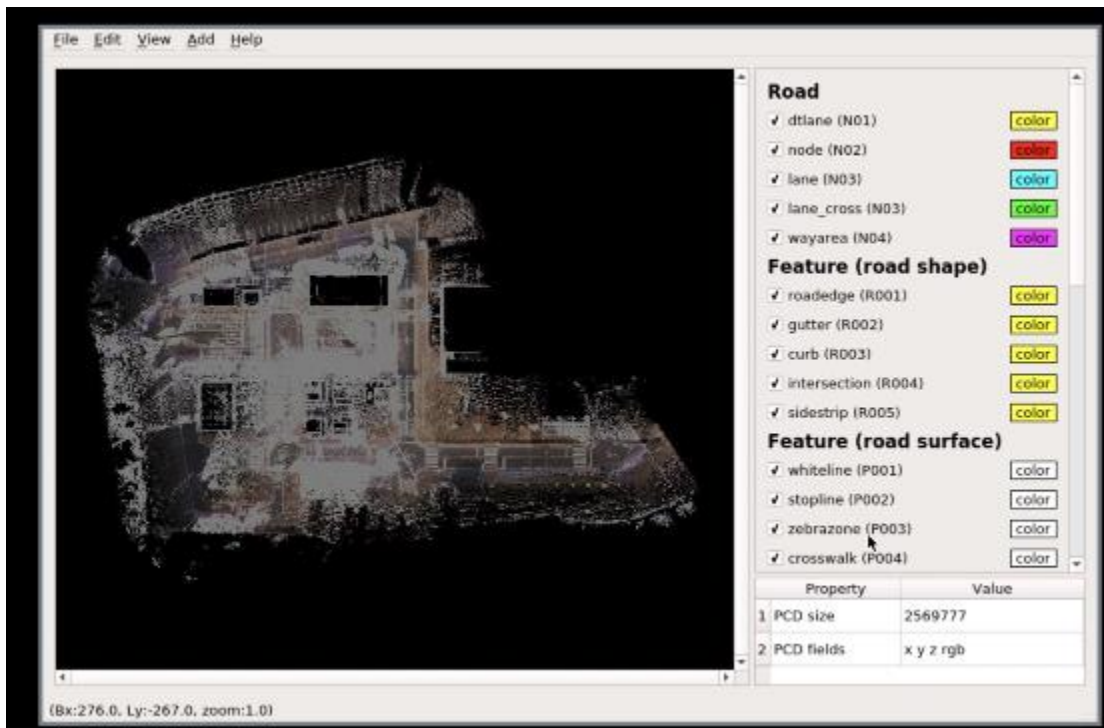 File Edit View Add Help
Road
dtlane (N01) color
node (N02) color
lane (N03) color
lane_cross (N03) color
wayarea (N04) color
Feature (road shape)
roadedge (R001) color
gutter (R002) color
curb (R003) color
intersection (R004) color
sidestrip (R005) color
Feature (road surface)
whiteline (P001) color
stopline (P002) color
zebrazone (P003) color
crosswalk (P004) color
Property Value
1 PCD size 2569777
2 PCD fields x y z rgb
(Bx:276.0, Ly:-267.0, zoom:1.0)